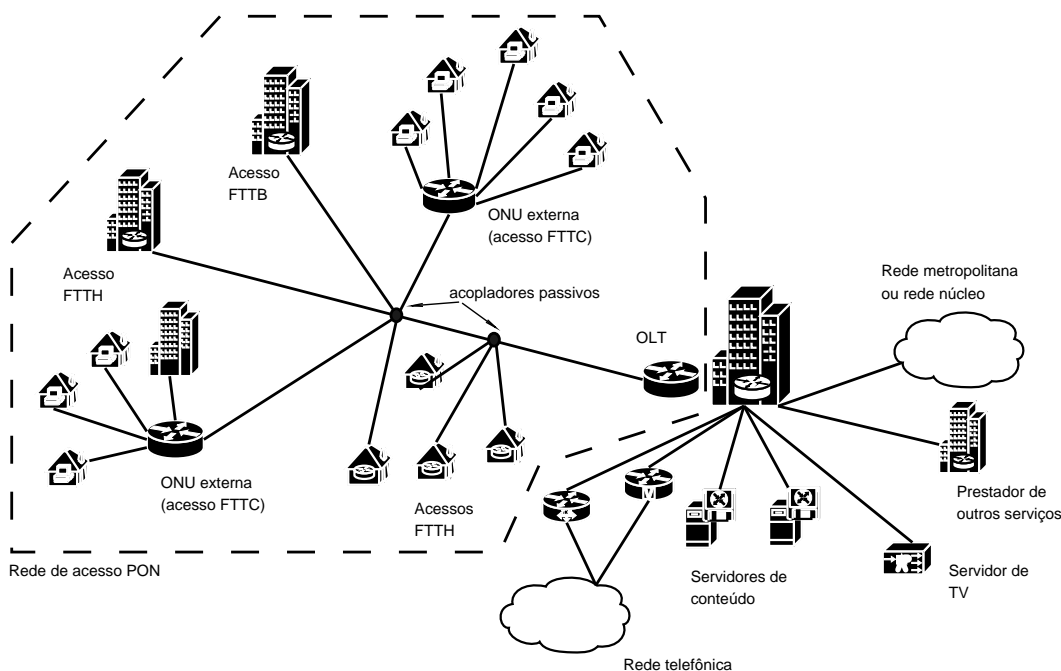 Acesso
FTTB
ONU externa
(acesso FTTC)
Acesso
FTTH
acopladores passivos
Rede metropolitana
ou rede núcleo
OLT
ONU externa
(acesso FTTC)
Acessos
FTTH
M
Prestador de
outros serviços
Rede de acesso PON
Servidores de
conteúdo
Servidor de
TV
Rede telefônica